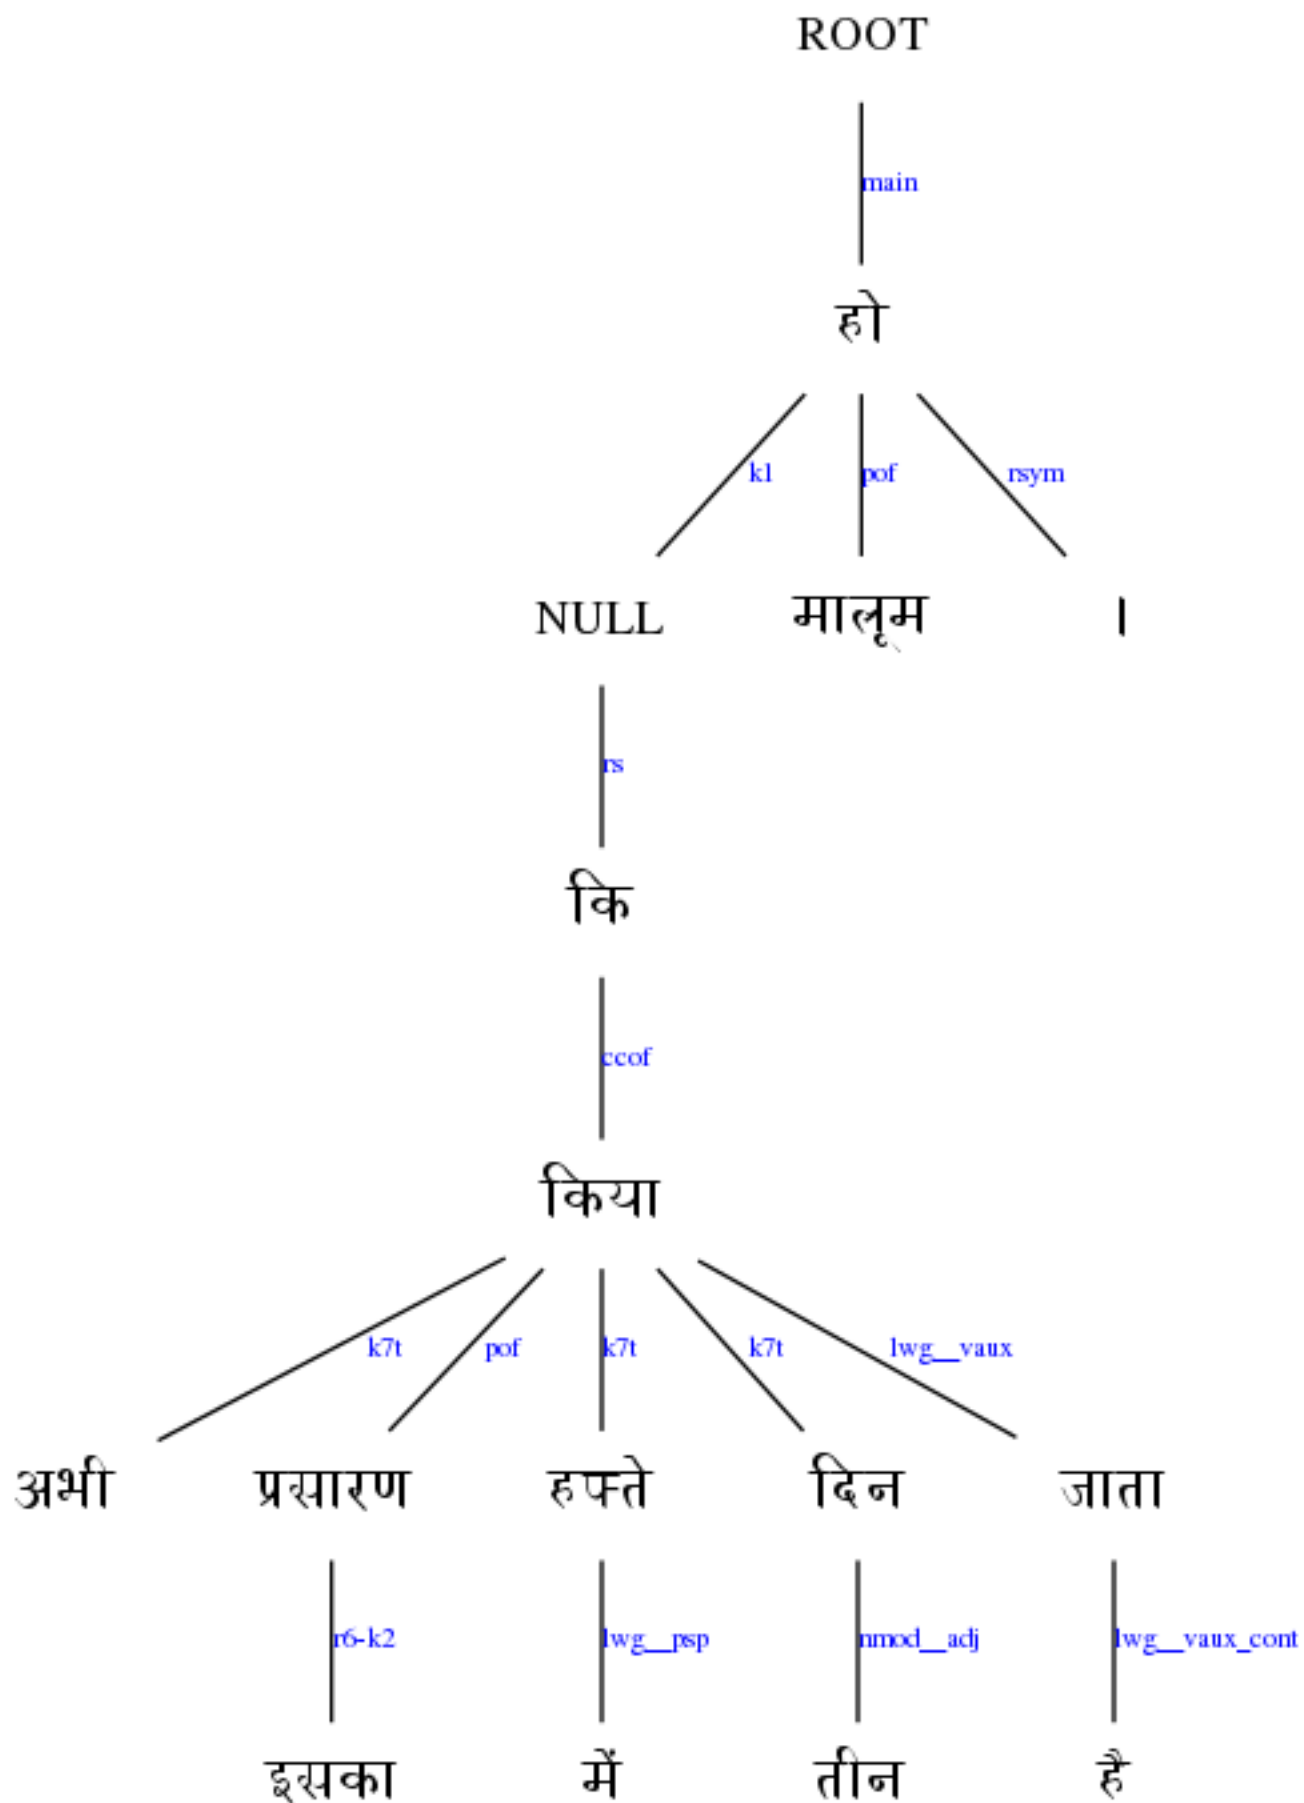 ROOT
main
हो
k1 pof rsym
NULL मालूम ।
rs
कि
ccof
किया
k7t pof k7t k7t lwg__vaux
अभी प्रसारण हफ्ते दिन जाता
r6-k2 lwg__psp nmod__adj lwg__vaux_cont
इसका में तीन है